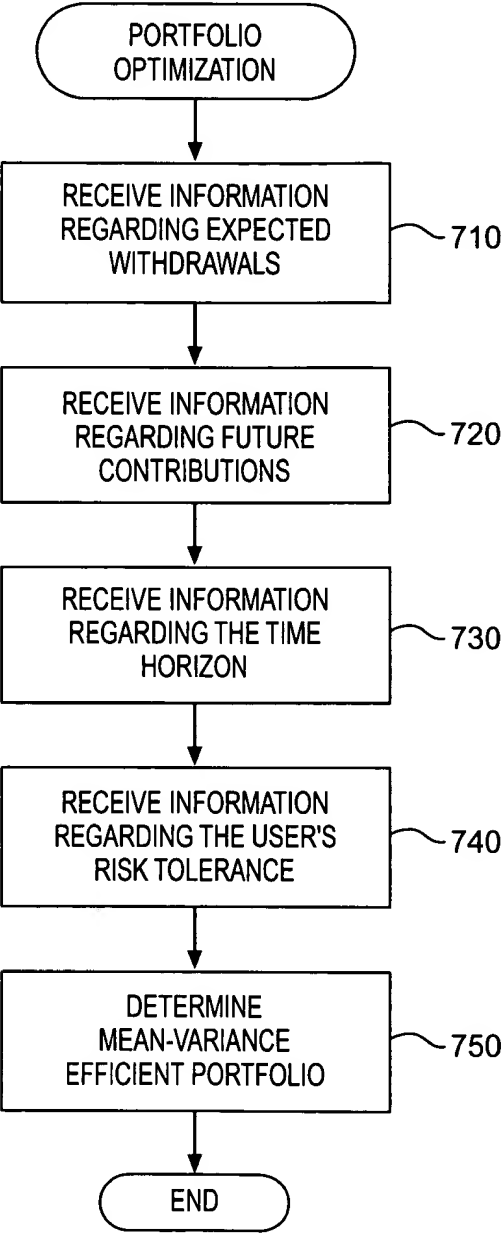 PORTFOLIO
OPTIMIZATION
RECEIVE INFORMATION
REGARDING EXPECTED
WITHDRAWALS
710
RECEIVE INFORMATION
REGARDING FUTURE
CONTRIBUTIONS
720
RECEIVE INFORMATION
REGARDING THE TIME
HORIZON
730
RECEIVE INFORMATION
REGARDING THE USER'S
RISK TOLERANCE
740
DETERMINE
MEAN-VARIANCE
EFFICIENT PORTFOLIO
750
END